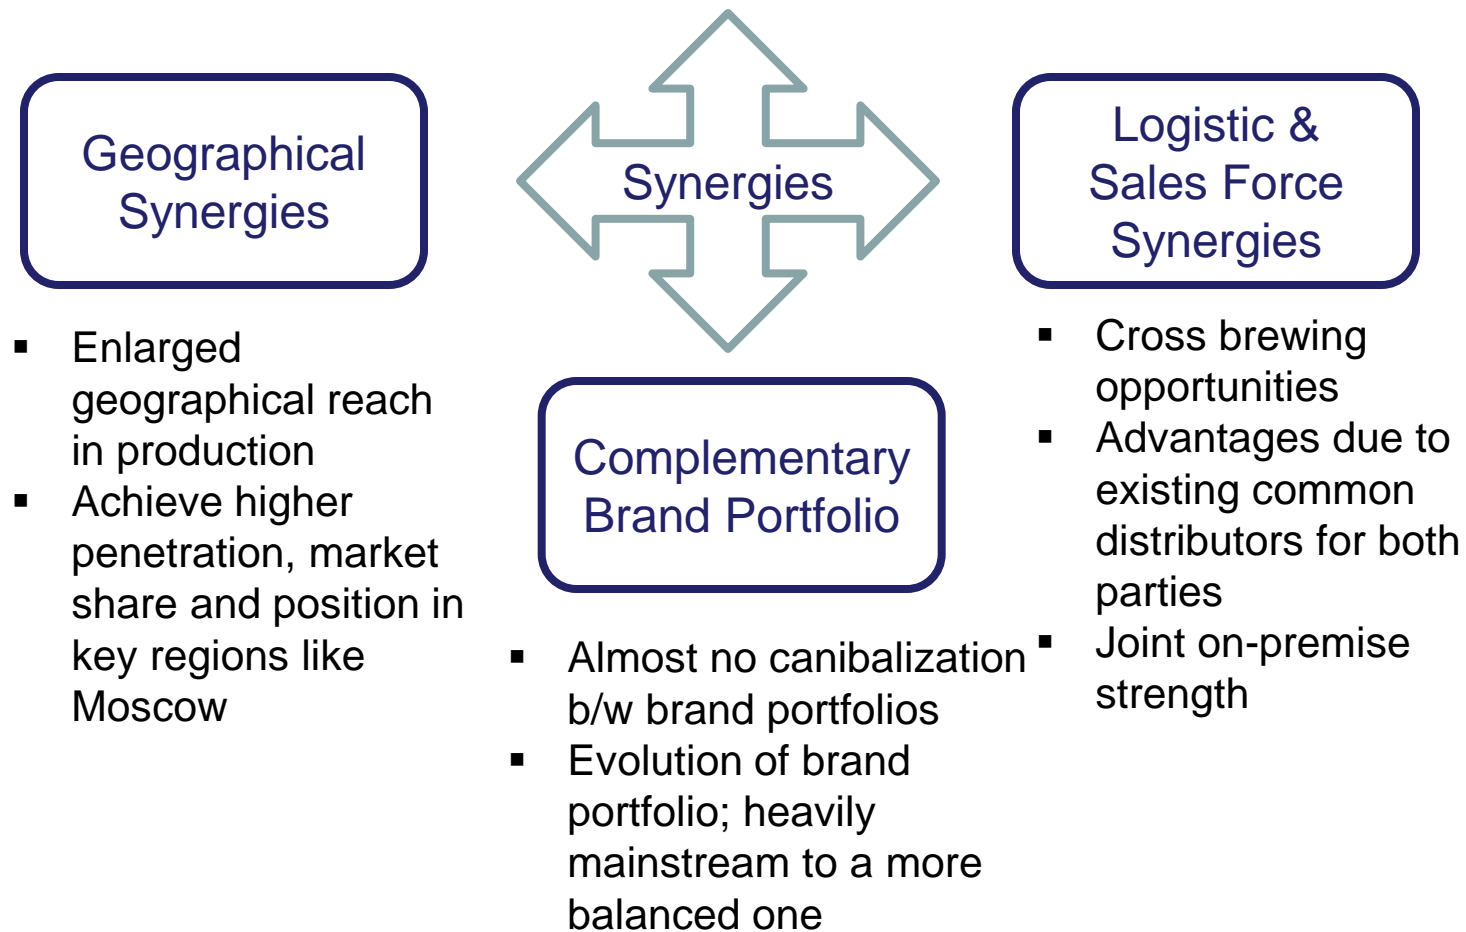 Synergies
Geographical
Synergies
▪ Enlarged
geographical reach
in production
▪ Achieve higher
penetration, market
share and position in
key regions like
Moscow
Complementary
Brand Portfolio
▪ Almost no canibalization
b/w brand portfolios
▪ Evolution of brand
portfolio; heavily
mainstream to a more
balanced one
Logistic &
Sales Force
Synergies
▪ Cross brewing
opportunities
▪ Advantages due to
existing common
distributors for both
parties
▪ Joint on-premise
strength